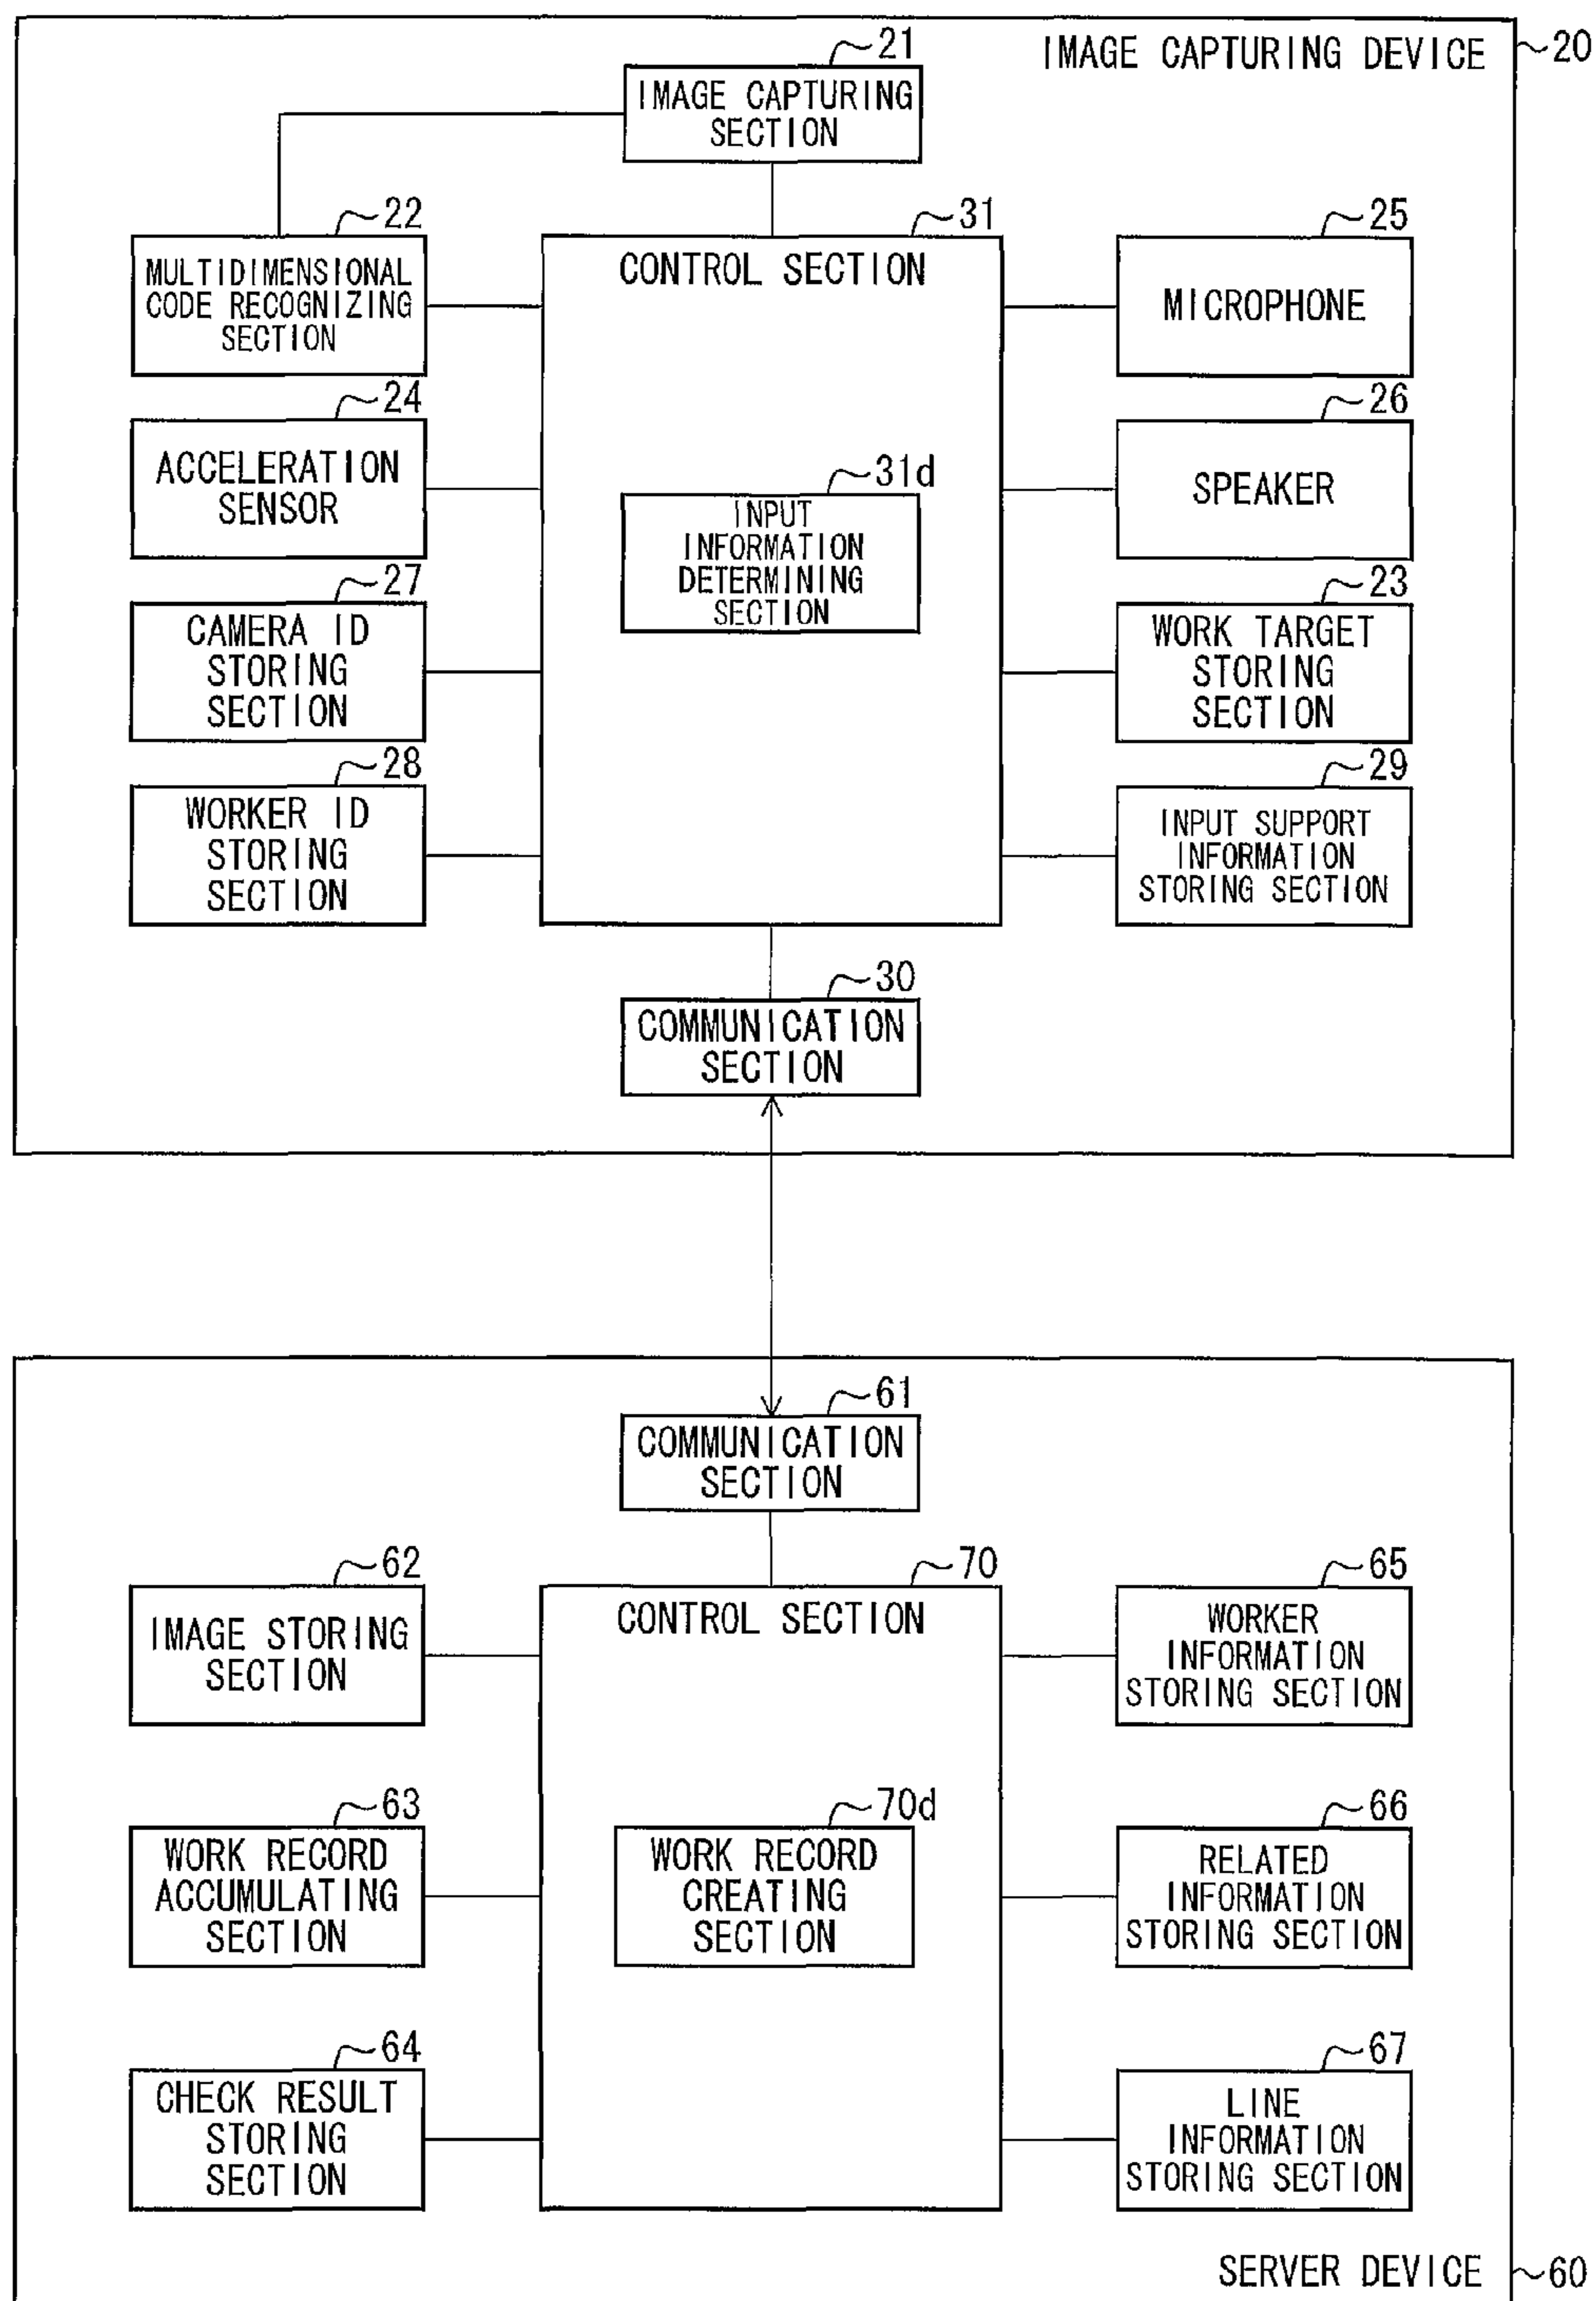 IMAGE CAPTURING DEVICE
20
21
IMAGE CAPTURING
SECTION
22
MULTIDIMENSIONAL
CODE RECOGNIZING
SECTION
31
CONTROL SECTION
25
MICROPHONE
24
ACCELERATION
SENSOR
31d
INPUT
INFORMATION
DETERMINING
SECTION
26
SPEAKER
27
CAMERA ID
STORING
SECTION
23
WORK TARGET
STORING
SECTION
28
WORKER ID
STORING
SECTION
29
INPUT SUPPORT
INFORMATION
STORING SECTION
30
COMMUNICATION
SECTION
61
COMMUNICATION
SECTION
62
IMAGE STORING
SECTION
70
CONTROL SECTION
65
WORKER
INFORMATION
STORING SECTION
63
WORK RECORD
ACCUMULATING
SECTION
70d
WORK RECORD
CREATING
SECTION
66
RELATED
INFORMATION
STORING SECTION
64
CHECK RESULT
STORING
SECTION
67
LINE
INFORMATION
STORING SECTION
SERVER DEVICE
60